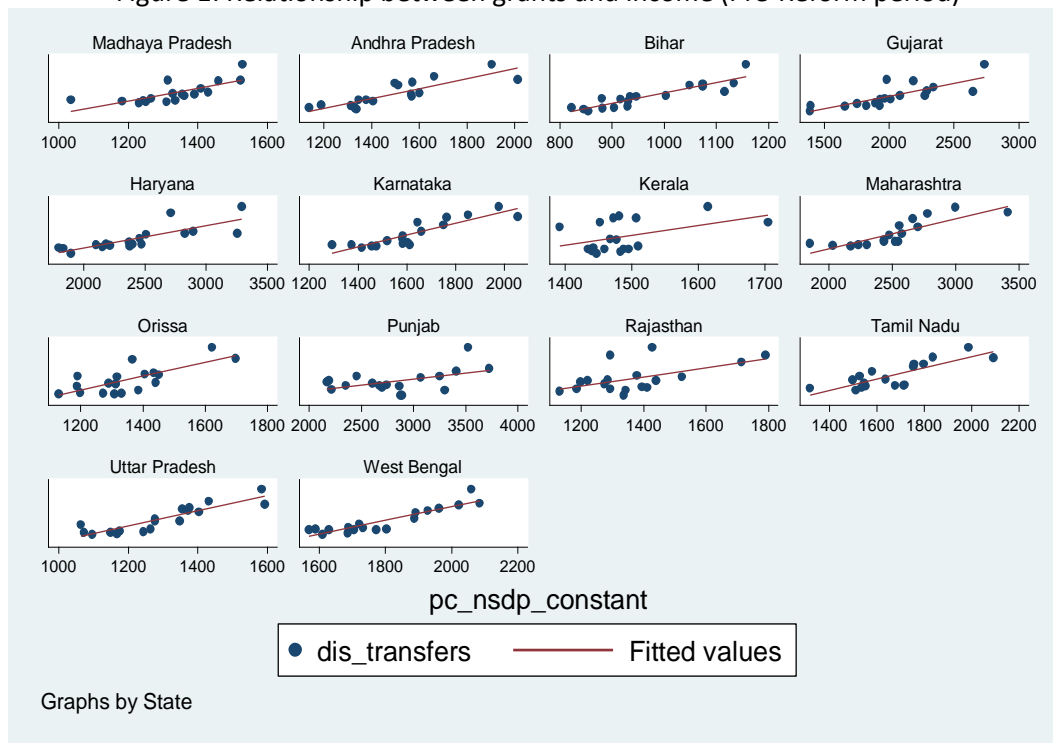 Figure 1: Relationship between grants and income (Pre-Reform period)
Madhaya Pradesh Andhra Pradesh Bihar Gujarat
1000 1200 1400 1600 1200 1400 1600 1800 2000 800 900 1000 1100 1200 1500 2000 2500 3000
Haryana Karnataka Kerala Maharashtra
2000 2500 3000 3500 1200 1400 1600 1800 2000 1400 1500 1600 1700 2000 2500 3000 3500
Orissa Punjab Rajasthan Tamil Nadu
1200 1400 1600 1800 2000 2500 3000 3500 4000 1200 1400 1600 1800 1400 1600 1800 2000 2200
Uttar Pradesh West Bengal
1000 1200 1400 1600 1600 1800 2000 2200
pc_nsdp_constant
dis_transfers Fitted values
Graphs by State